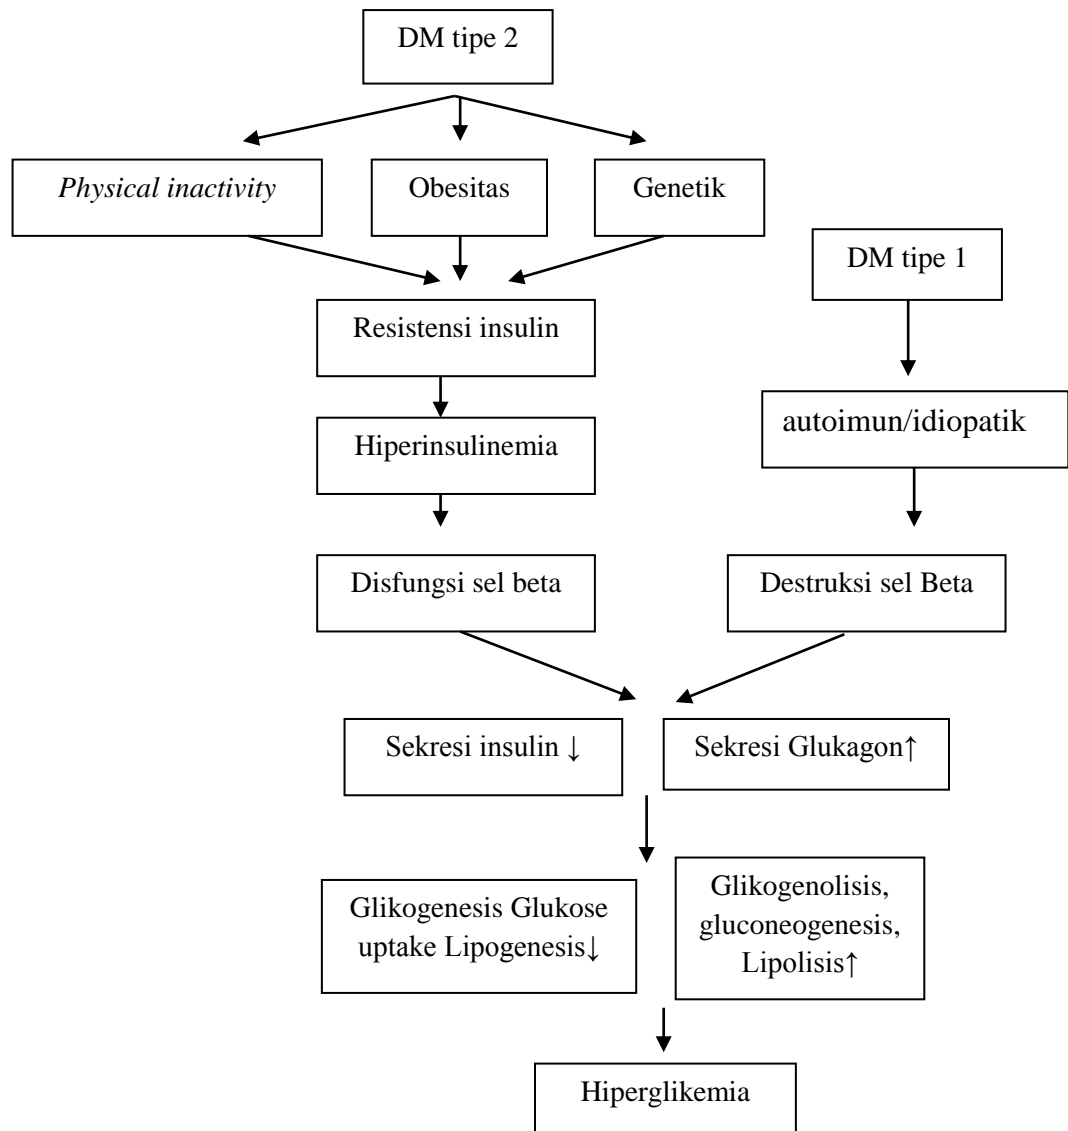 DM tipe 2
Physical inactivity
Obesitas
Genetik
DM tipe 1
Resistensi insulin
autoimun/idiopatik
Hiperinsulinemia
Disfungsi sel beta
Destruksi sel Beta
Sekresi insulin ↓
Sekresi Glukagon↑
Glikogenesis Glukose
uptake Lipogenesis↓
Glikogenolisis,
gluconeogenesis,
Lipolisis↑
Hiperglikemia